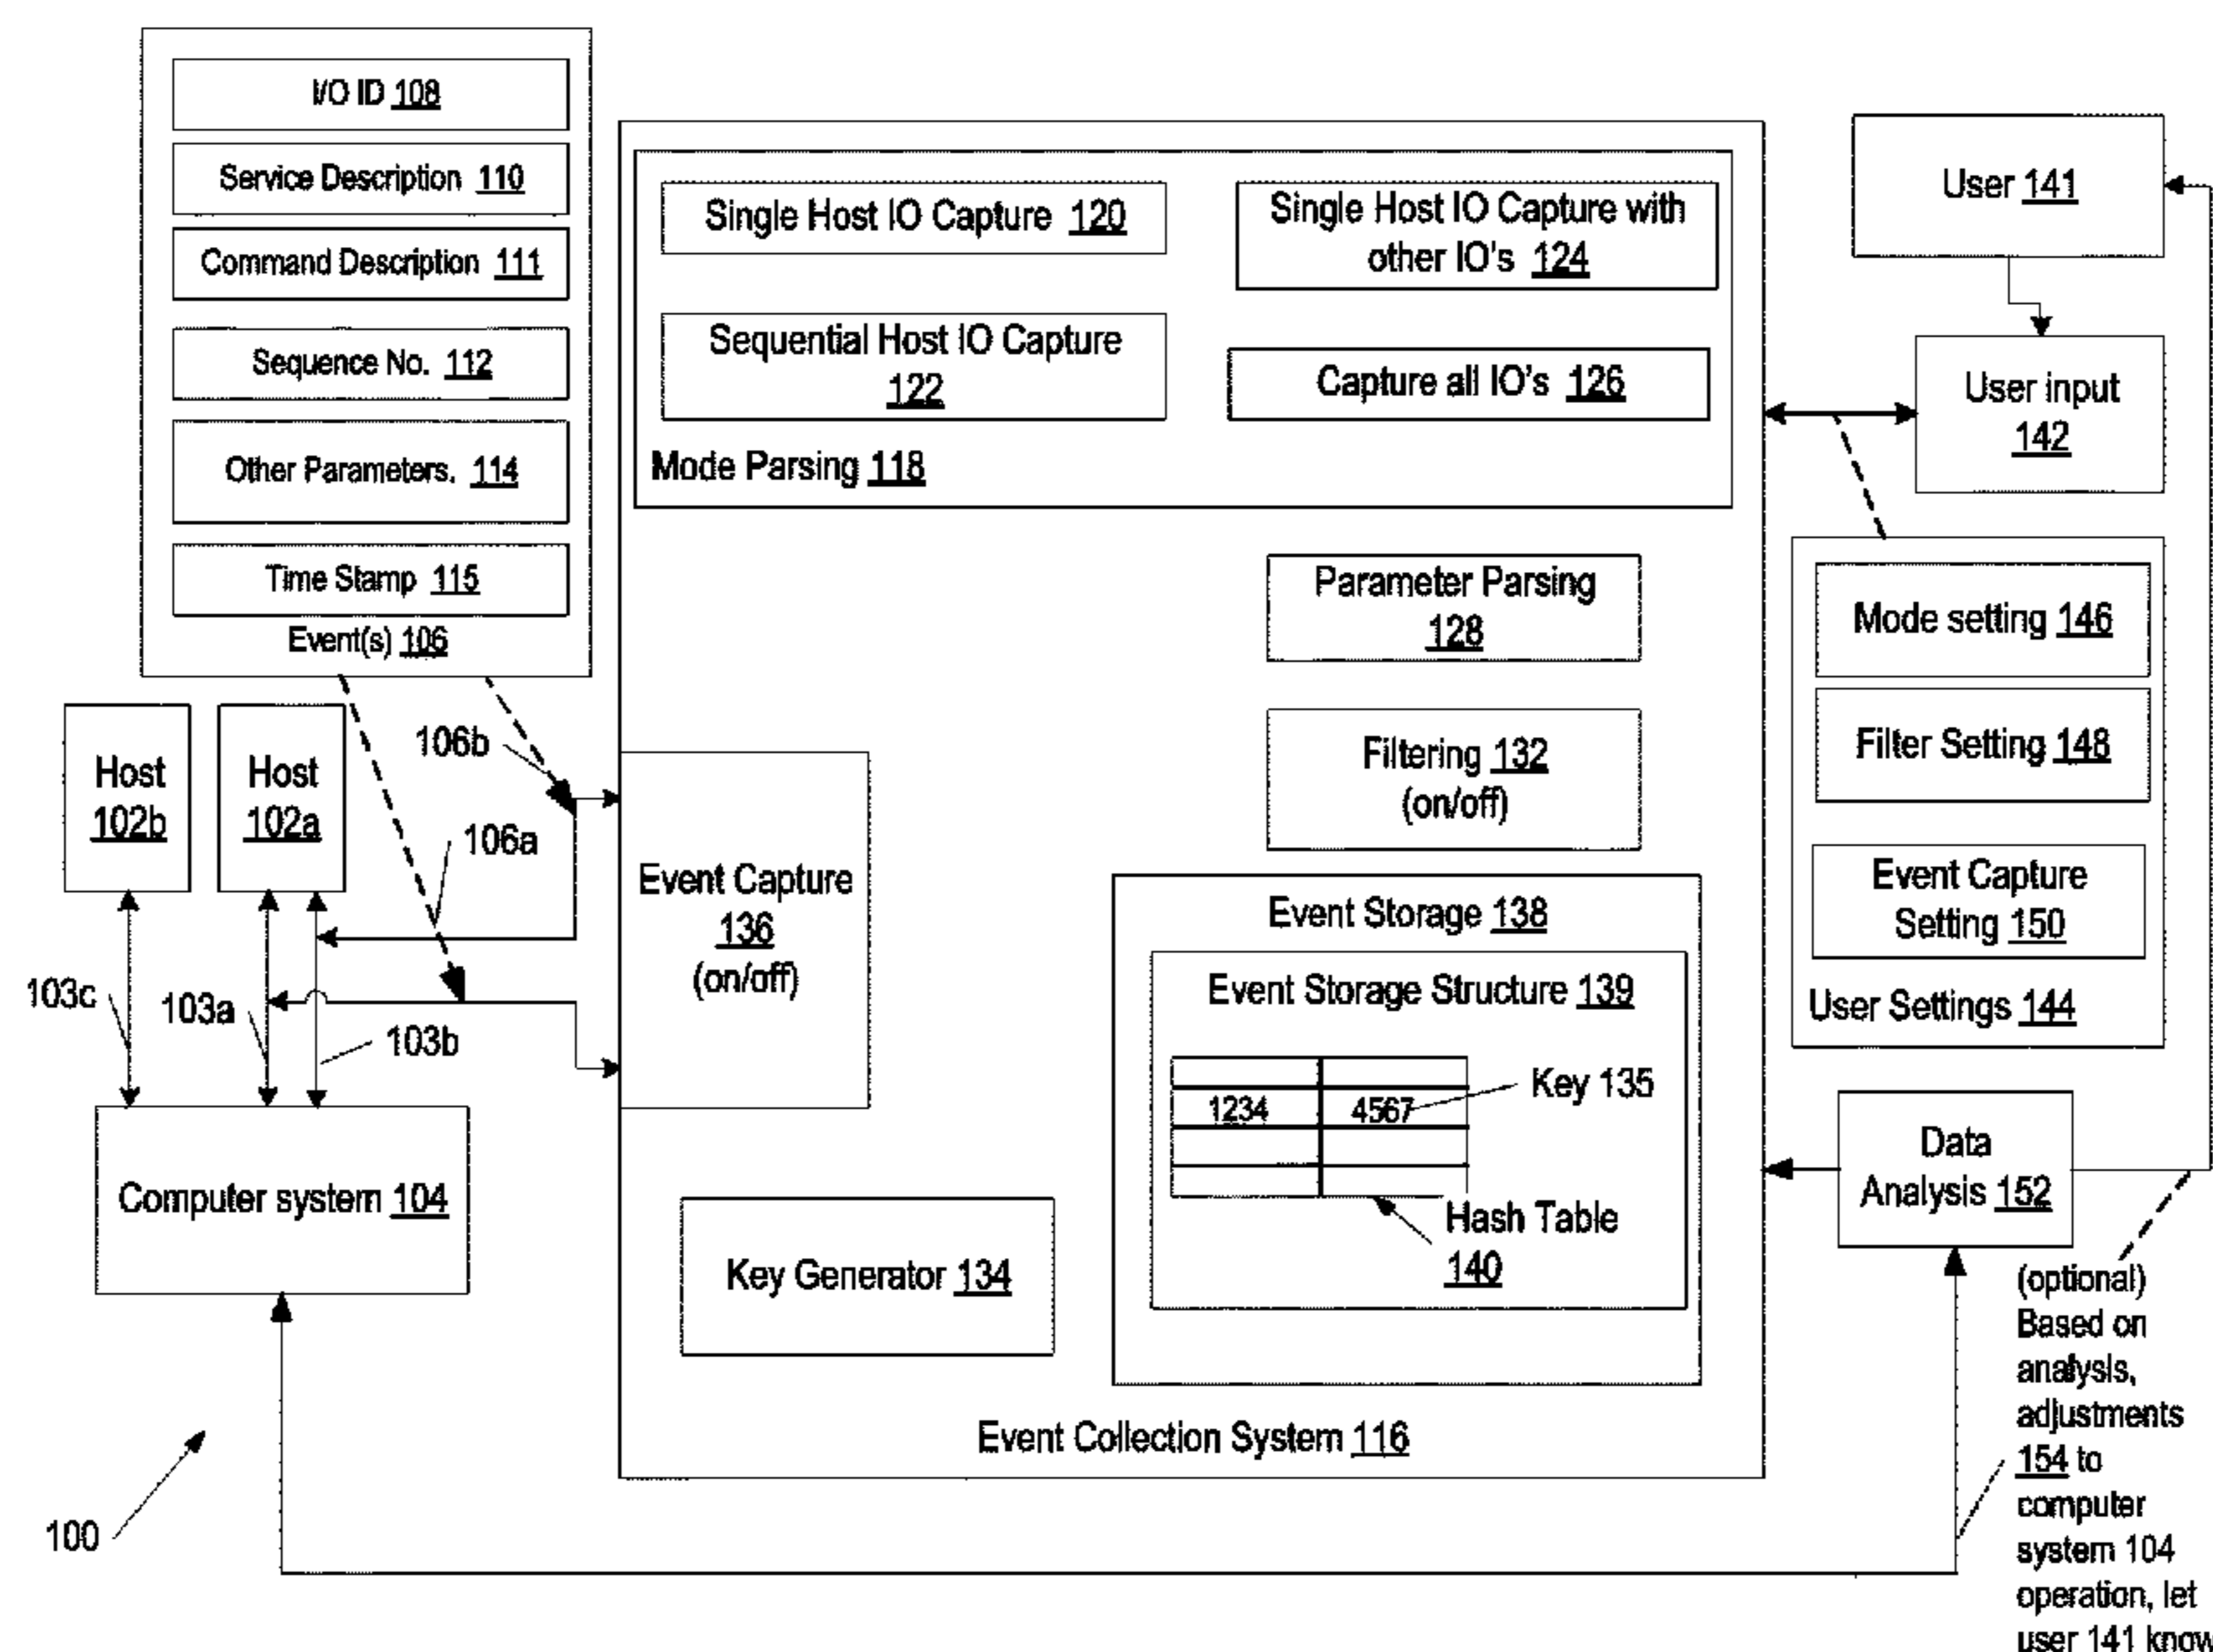 I/O ID 108
Service Description 110
Command Description 111
Sequence No. 112
Other Parameters. 114
Time Stamp 115
Event(s) 106
Single Host IO Capture 120
Single Host IO Capture with
other IO's 124
Sequential Host IO Capture
122
Capture all IO's 126
Mode Parsing 118
User 141
User input
142
Parameter Parsing
128
Filtering 132
(on/off)
Mode setting 146
Filter Setting 148
Event Capture
Setting 150
User Settings 144
Host
102b
Host
102a
106b
106a
103c
103a
103b
Event Capture
136
(on/off)
Computer system 104
Event Storage 138
Event Storage Structure 139
1234
4567
Key 135
Hash Table
140
Key Generator 134
Event Collection System 116
Data
Analysis 152
(optional)
Based on
analysis,
adjustments
154 to
computer
system 104
operation, let
user 141 know
100